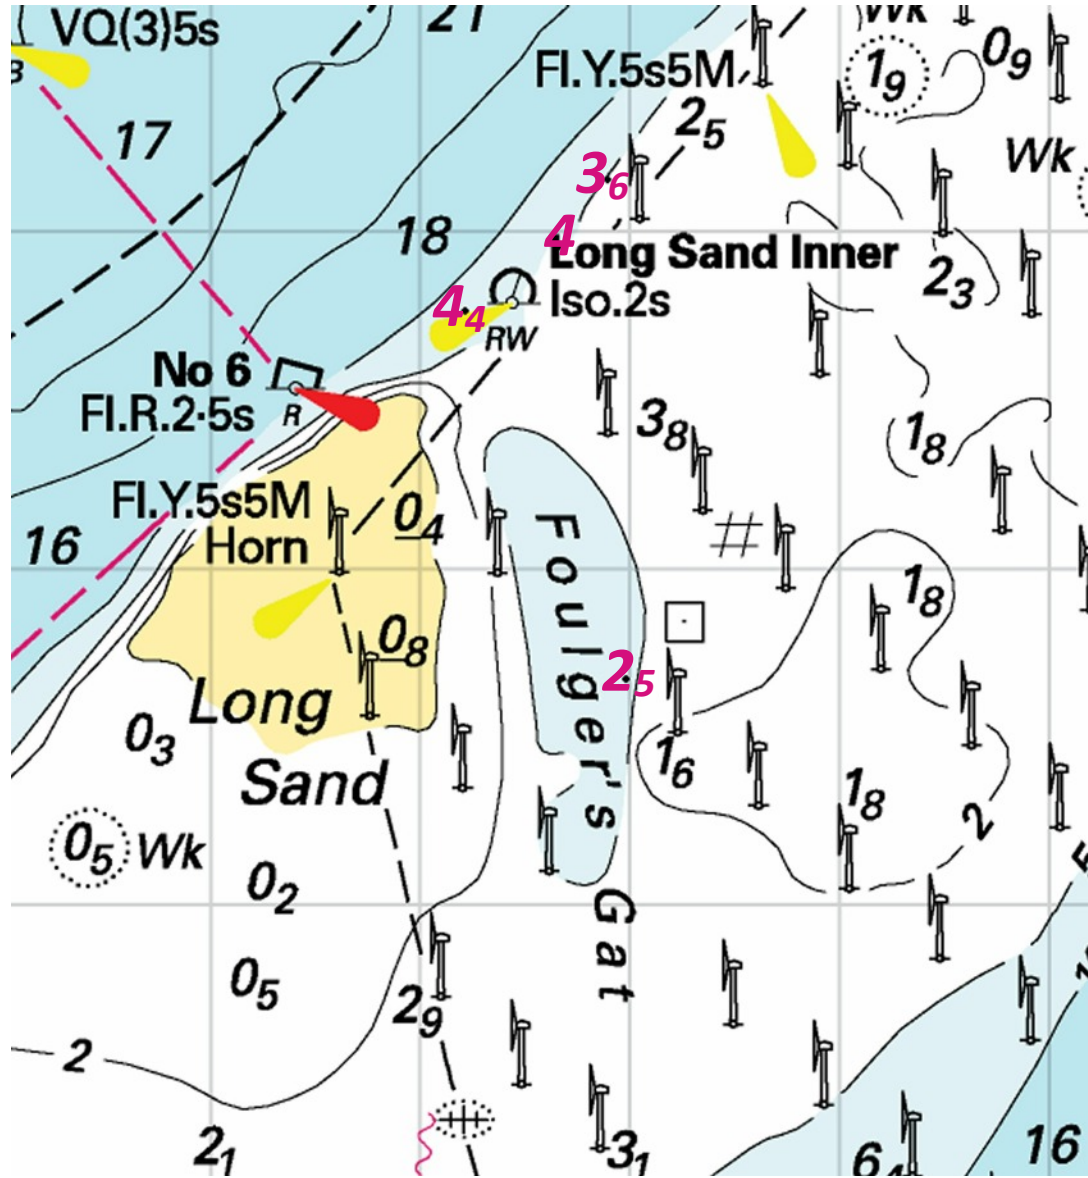 VQ(3)5s
21
Wk
B
Fl.Y.5s5M
1₉
0₉
17
2₅
Wk
3₆
18
4
Long Sand Inner
2₃
4₄
Iso.2s
RW
No 6
Fl.R.2·5s
R
3₈
1₈
Fl.Y.5s5M
0₄
16
Horn
Foulger's
1₈
0₈
2₅
Long
0₃
1₆
Sand
1₈
2
0₅ Wk
0₂
Gat
0₅
2₉
2
2₁
3₁
6₄
16